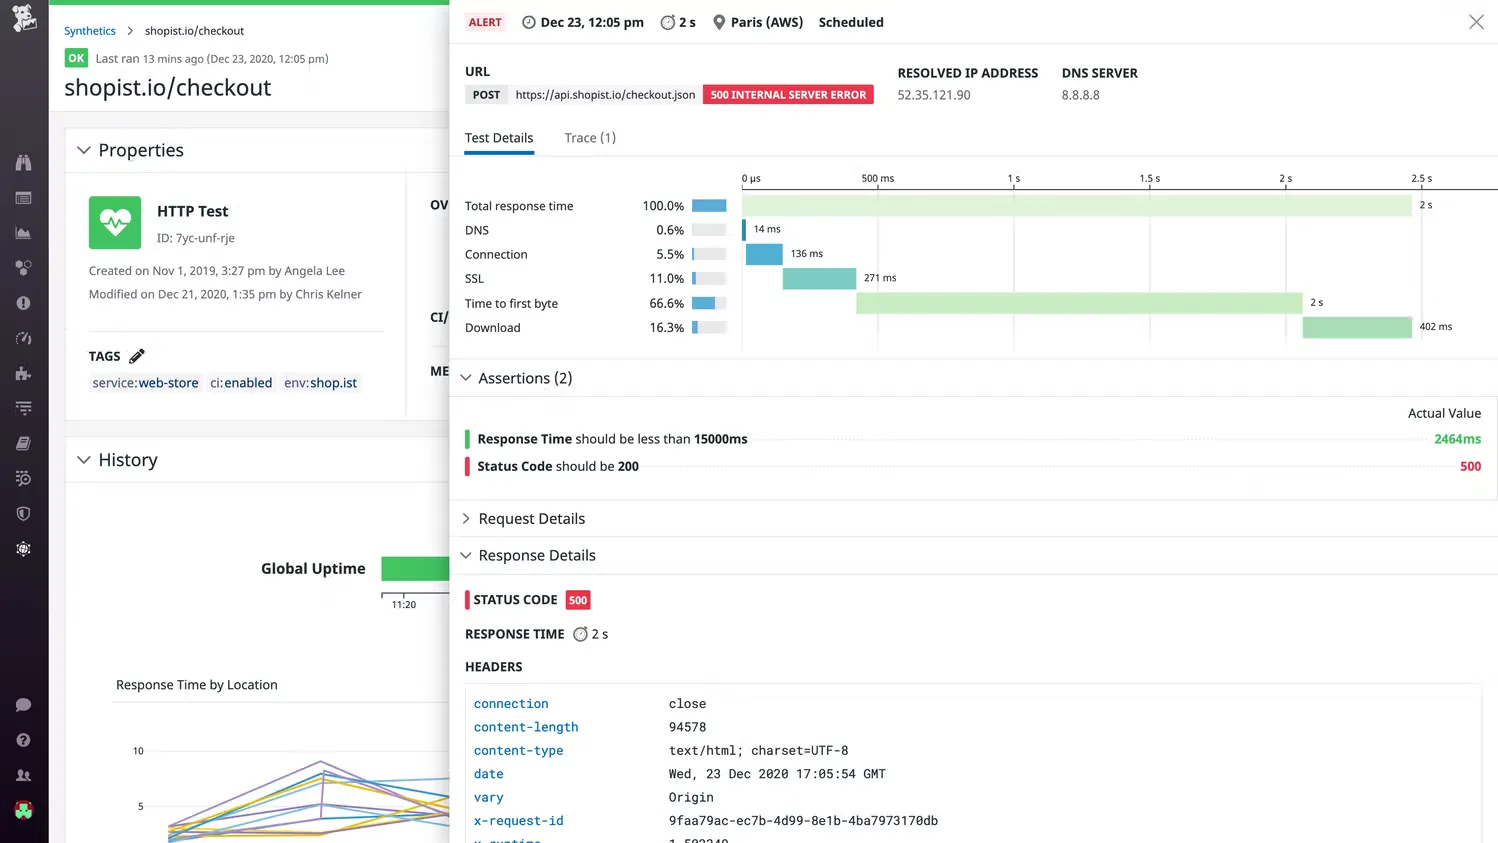 Synthetics > shopist.io/checkout
OK Last ran 13 mins ago (Dec 23, 2020, 12:05 pm)
shopist.io/checkout
Properties
HTTP Test
ID: 7yc-unf-rje
Created on Nov 1, 2019, 3:27 pm by Angela Lee
Modified on Dec 21, 2020, 1:35 pm by Chris Kelner
TAGS
service:web-store ci:enabled env:shop.ist
OV
CI/
ME
History
Global Uptime
11:20
Response Time by Location
10
5
ALERT Dec 23, 12:05 pm 2 s Paris (AWS) Scheduled
URL
POST https://api.shopist.io/checkout.json 500 INTERNAL SERVER ERROR
RESOLVED IP ADDRESS
52.35.121.90
DNS SERVER
8.8.8.8
Test Details Trace (1)
0 µs 500 ms 1 s 1.5 s 2 s 2.5 s
Total response time 100.0% 2 s
DNS 0.6% 14 ms
Connection 5.5% 136 ms
SSL 11.0% 271 ms
Time to first byte 66.6% 2 s
Download 16.3% 402 ms
Assertions (2)
Actual Value
Response Time should be less than 15000ms 2464ms
Status Code should be 200 500
Request Details
Response Details
STATUS CODE 500
RESPONSE TIME 2 s
HEADERS
connection close
content-length 94578
content-type text/html; charset=UTF-8
date Wed, 23 Dec 2020 17:05:54 GMT
vary Origin
x-request-id 9faa79ac-ec7b-4d99-8e1b-4ba7973170db